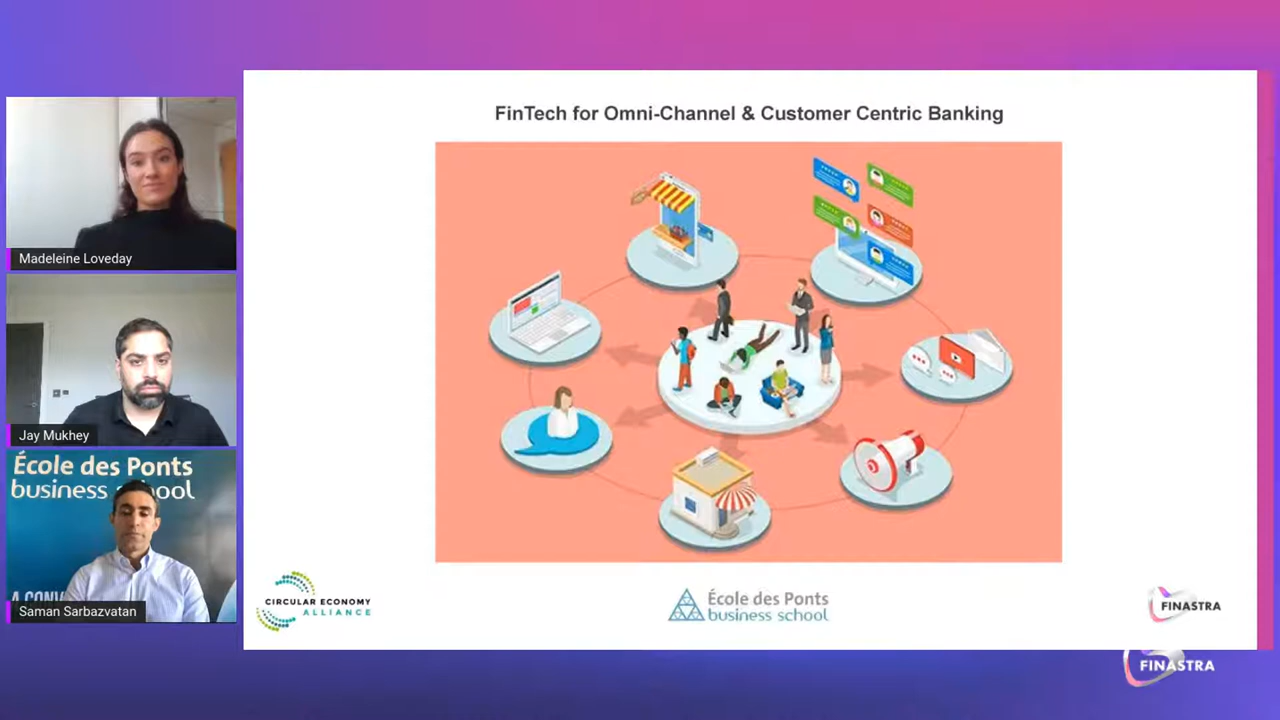 FinTech for Omni-Channel & Customer Centric Banking
Madeleine Loveday
Jay Mukhey
École des Ponts
business school
A CONV
Saman Sarbazvatan
CIRCULAR ECONOMY
ALLIANCE
École des Ponts
business school
FINASTRA
FINASTRA